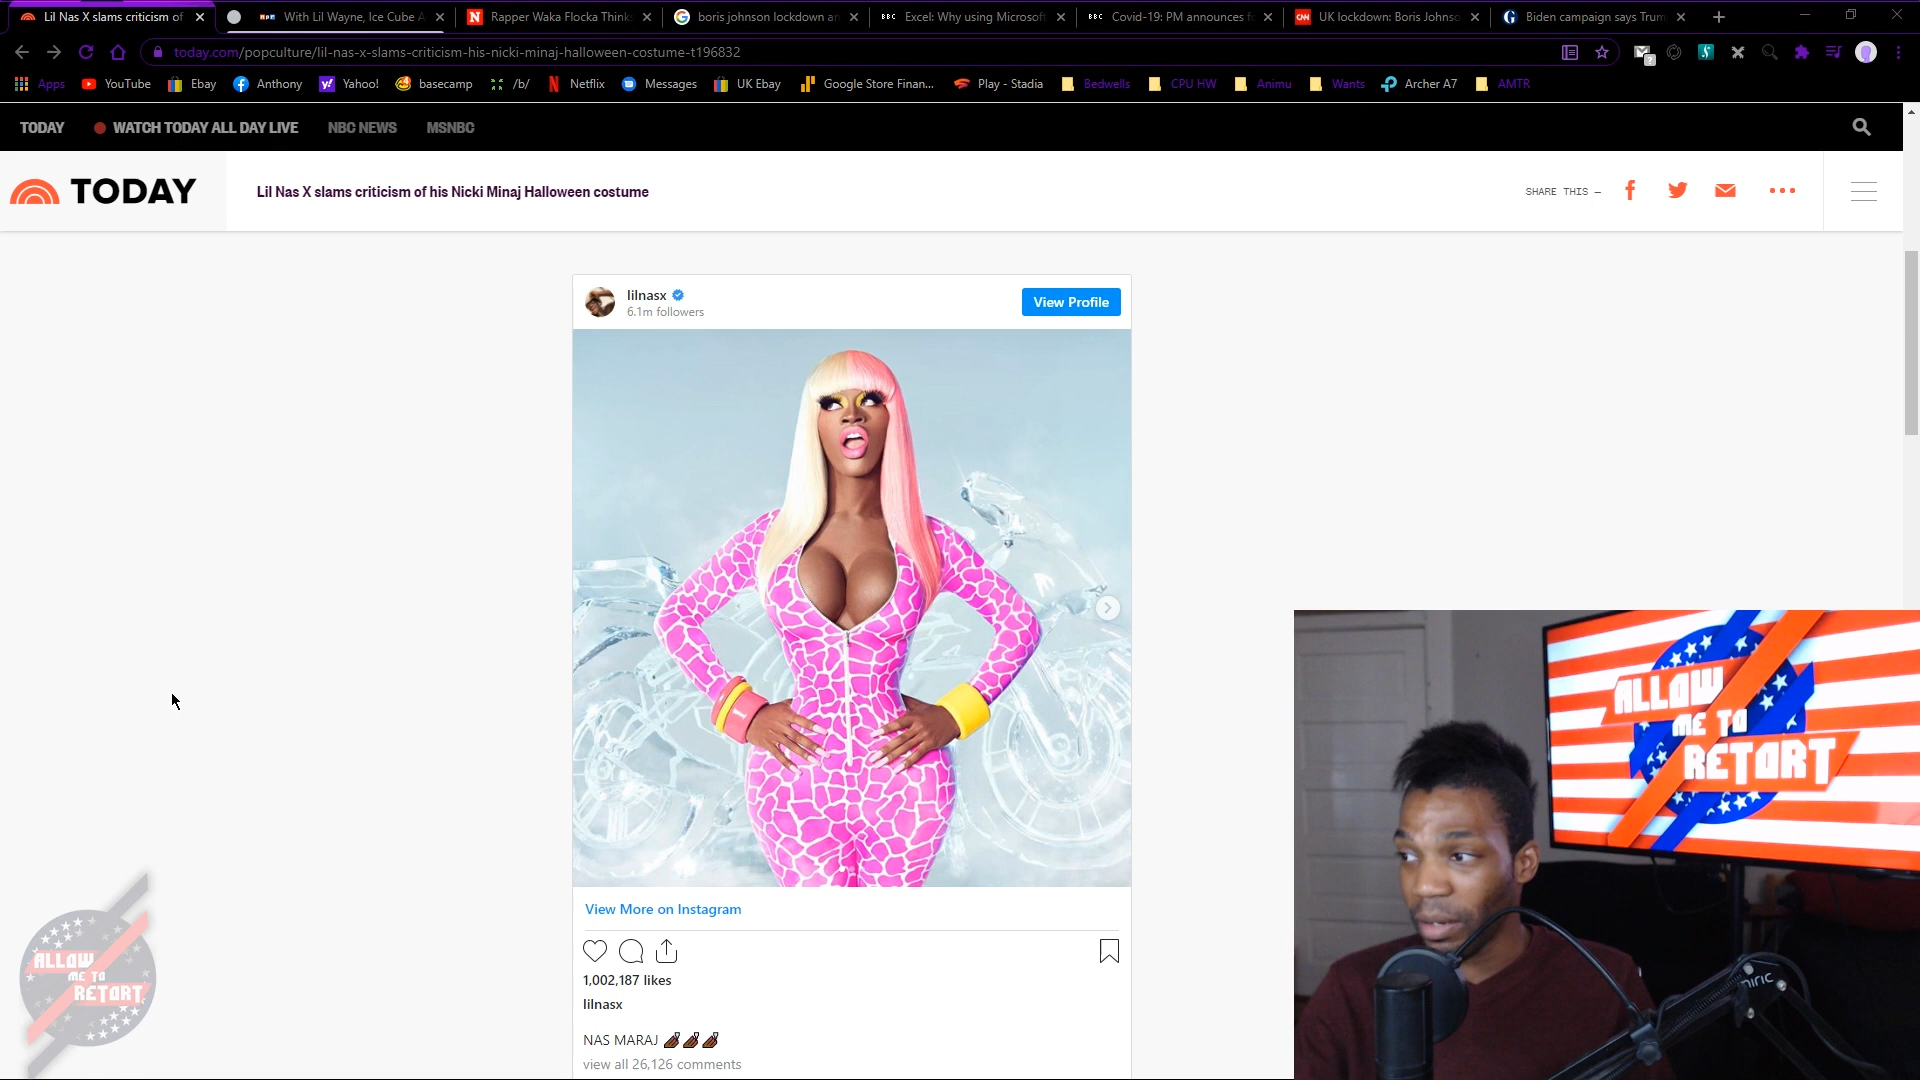 Lil Nas X slams criticism of
With Lil Wayne, Ice Cube A
Rapper Waka Flocka Thinks
boris johnson lockdown an
BBC Excel: Why using Microsoft
BBC Covid-19: PM announces f
CNN UK lockdown: Boris Johnso
Biden campaign says Trum
today.com/popculture/lil-nas-x-slams-criticism-his-nicki-minaj-halloween-costume-t196832
Apps YouTube Ebay Anthony Yahoo! basecamp /b/ Netflix Messages UK Ebay Google Store Finan... Play - Stadia Bedwells CPU HW Animu Wants Archer A7 AMTR
TODAY WATCH TODAY ALL DAY LIVE NBC NEWS MSNBC
TODAY Lil Nas X slams criticism of his Nicki Minaj Halloween costume SHARE THIS –
lilnasx
6.1m followers
View Profile
View More on Instagram
1,002,187 likes
lilnasx
NAS MARAJ
view all 26,126 comments
ALLOW
ME TO
RETORT
ALLOW
ME TO
RETORT